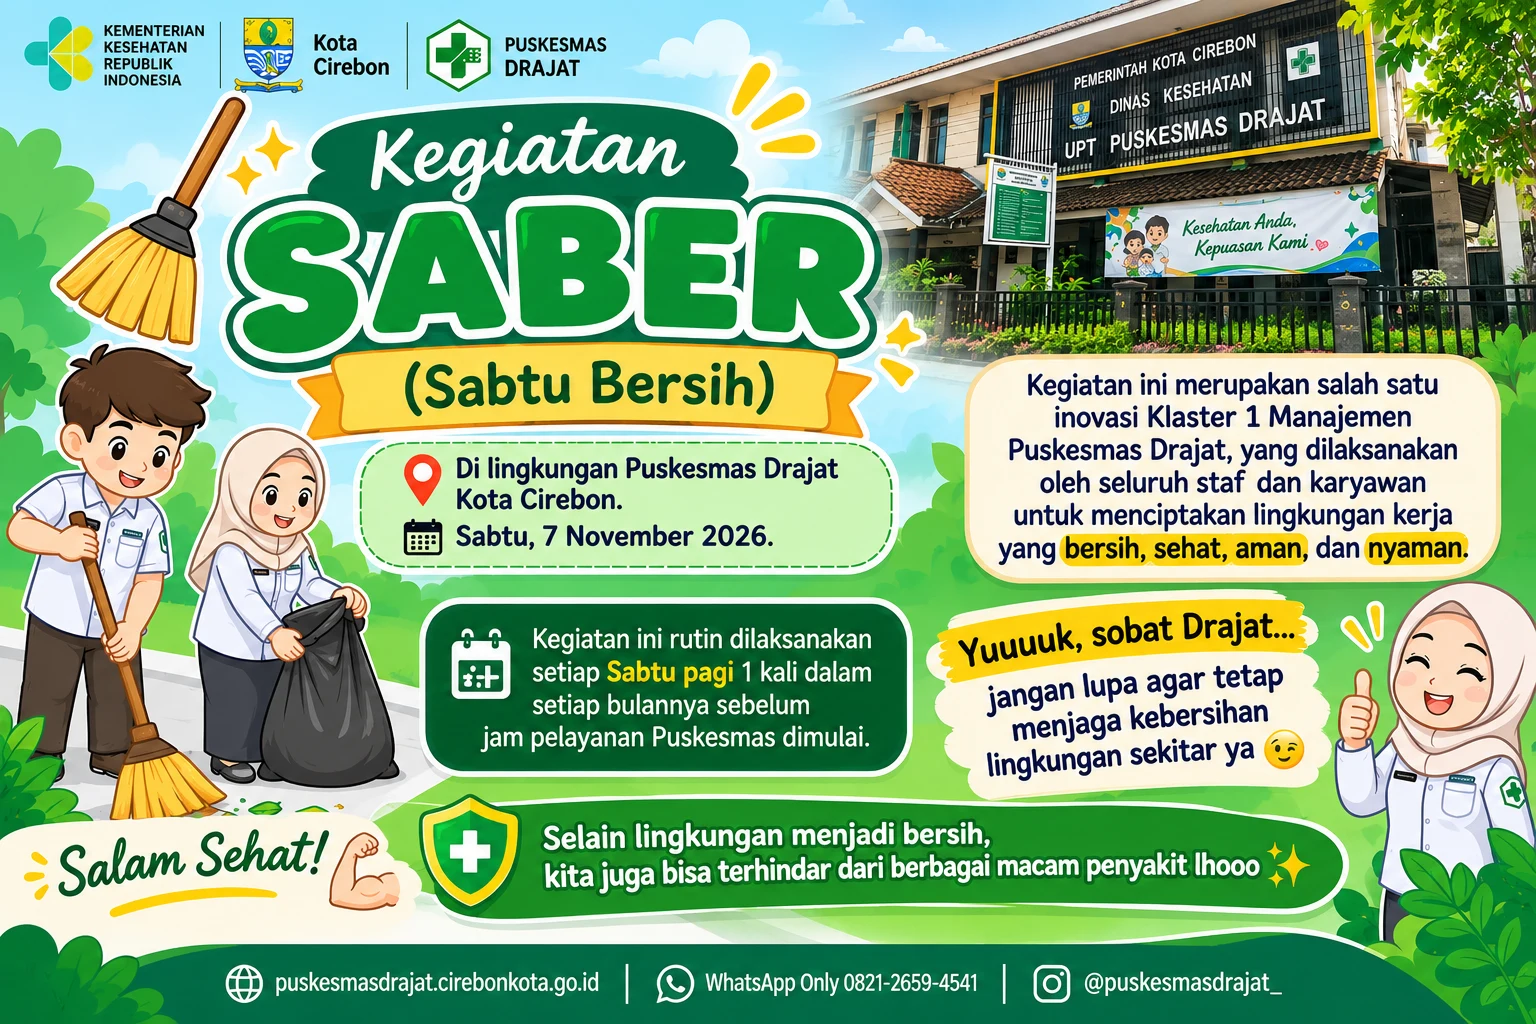 KEMENTERIAN
KESEHATAN
REPUBLIK
INDONESIA
Kota
Cirebon
PUSKESMAS
DRAJAT
PEMERINTAH KOTA CIREBON
DINAS KESEHATAN
UPT PUSKESMAS DRAJAT
Kesehatan Anda,
Kepuasan Kami
Kegiatan
SABER
(Sabtu Bersih)
Di lingkungan Puskesmas Drajat
Kota Cirebon.
Sabtu, 7 November 2026.
Kegiatan ini merupakan salah satu
inovasi Klaster 1 Manajemen
Puskesmas Drajat, yang dilaksanakan
oleh seluruh staf dan karyawan
untuk menciptakan lingkungan kerja
yang bersih, sehat, aman, dan nyaman.
Kegiatan ini rutin dilaksanakan
setiap Sabtu pagi 1 kali dalam
setiap bulannya sebelum
jam pelayanan Puskesmas dimulai.
Yuuuuk, sobat Drajat...
jangan lupa agar tetap
menjaga kebersihan
lingkungan sekitar ya 😉
Salam Sehat!
Selain lingkungan menjadi bersih,
kita juga bisa terhindar dari berbagai macam penyakit lhooo
puskesmasdrajat.cirebonkota.go.id
WhatsApp Only 0821-2659-4541
@puskesmasdrajat_